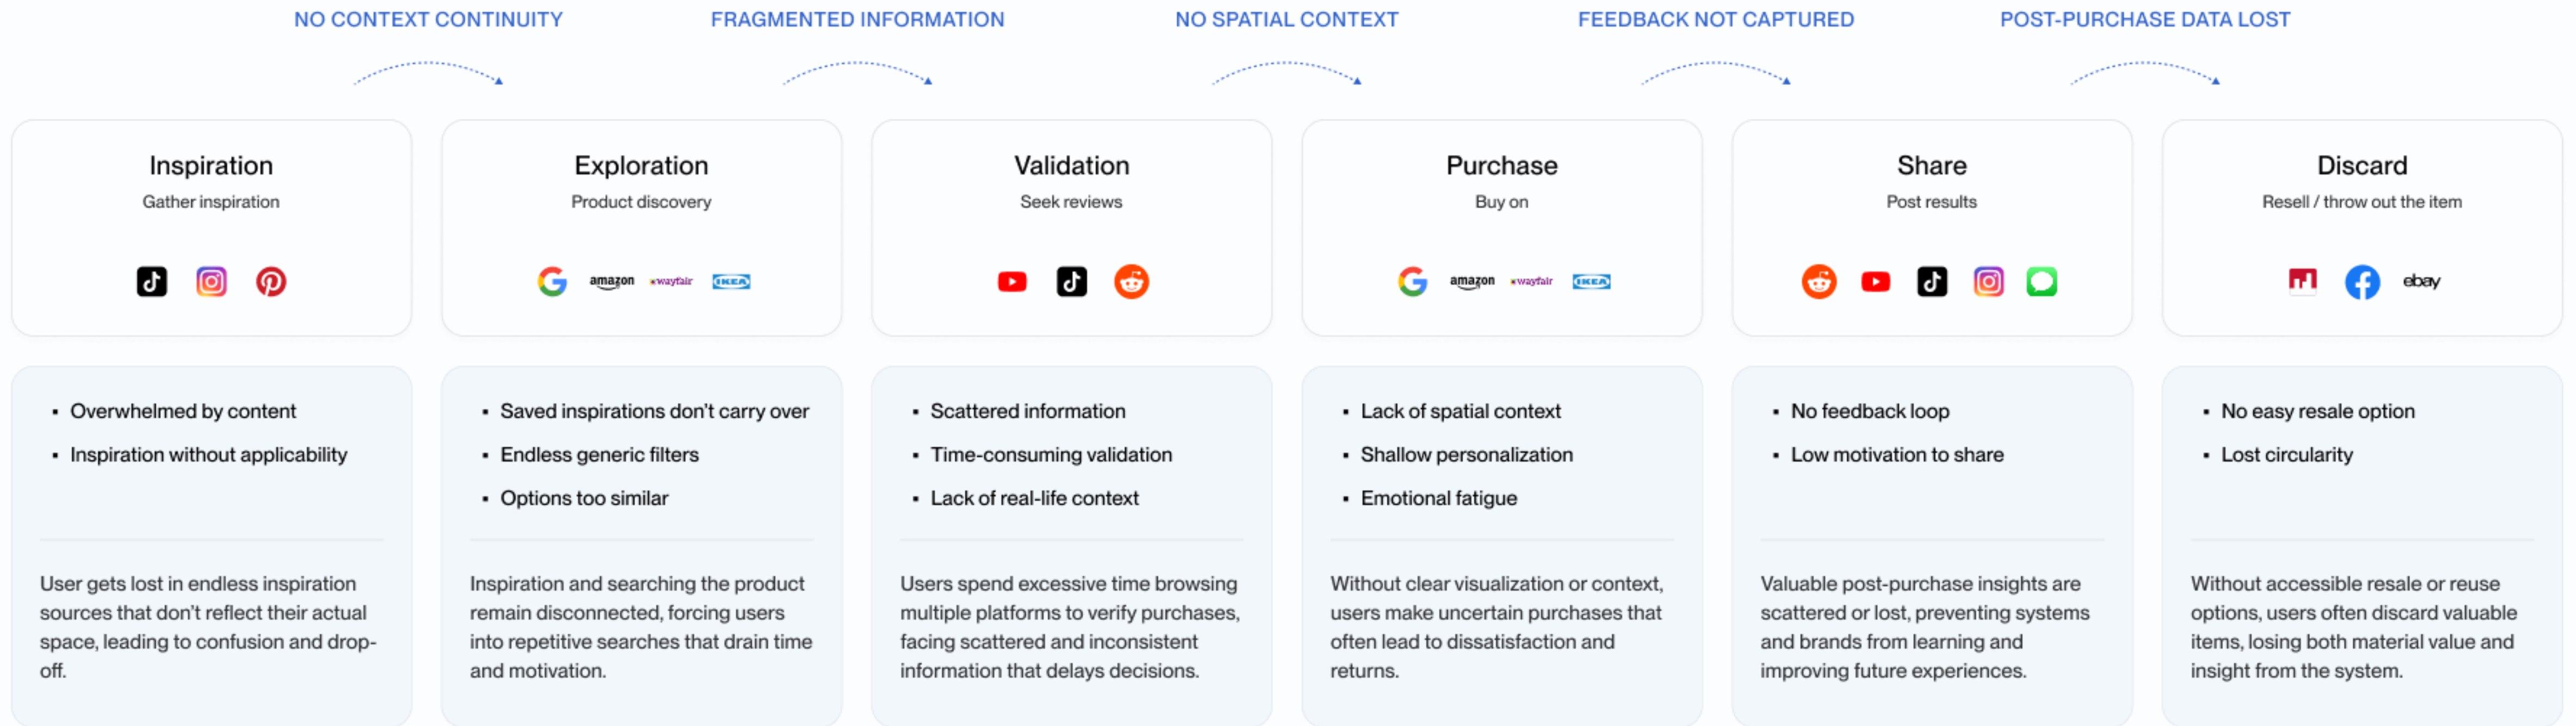 NO CONTEXT CONTINUITY
FRAGMENTED INFORMATION
NO SPATIAL CONTEXT
FEEDBACK NOT CAPTURED
POST-PURCHASE DATA LOST
Inspiration
Gather inspiration
Exploration
Product discovery
amazon
wayfair
IKEA
Validation
Seek reviews
Purchase
Buy on
amazon
wayfair
IKEA
Share
Post results
Discard
Resell / throw out the item
ebay
▪ Overwhelmed by content
▪ Inspiration without applicability
User gets lost in endless inspiration
sources that don't reflect their actual
space, leading to confusion and drop-
off.
▪ Saved inspirations don't carry over
▪ Endless generic filters
▪ Options too similar
Inspiration and searching the product
remain disconnected, forcing users
into repetitive searches that drain time
and motivation.
▪ Scattered information
▪ Time-consuming validation
▪ Lack of real-life context
Users spend excessive time browsing
multiple platforms to verify purchases,
facing scattered and inconsistent
information that delays decisions.
▪ Lack of spatial context
▪ Shallow personalization
▪ Emotional fatigue
Without clear visualization or context,
users make uncertain purchases that
often lead to dissatisfaction and
returns.
▪ No feedback loop
▪ Low motivation to share
Valuable post-purchase insights are
scattered or lost, preventing systems
and brands from learning and
improving future experiences.
▪ No easy resale option
▪ Lost circularity
Without accessible resale or reuse
options, users often discard valuable
items, losing both material value and
insight from the system.